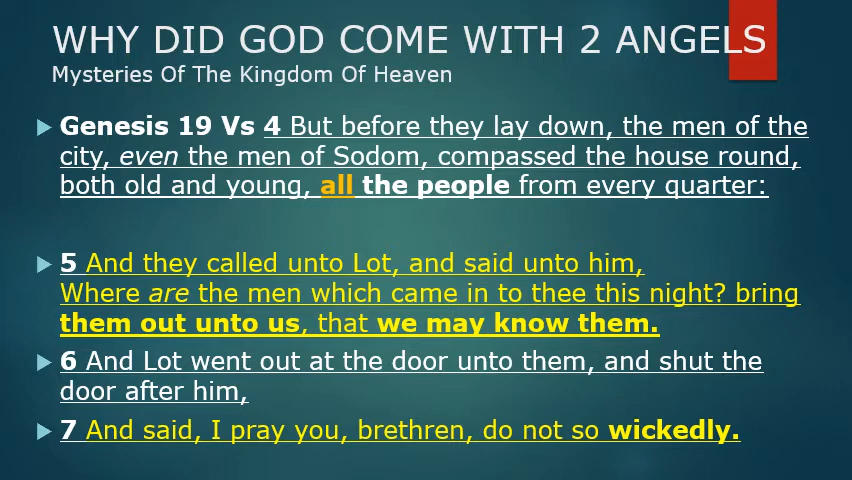 WHY DID GOD COME WITH 2 ANGELS
Mysteries Of The Kingdom Of Heaven
Genesis 19 Vs 4 But before they lay down, the men of the
city, even the men of Sodom, compassed the house round,
both old and young, all the people from every quarter:
5 And they called unto Lot, and said unto him,
Where are the men which came in to thee this night? bring
them out unto us, that we may know them.
6 And Lot went out at the door unto them, and shut the
door after him,
7 And said, I pray you, brethren, do not so wickedly.